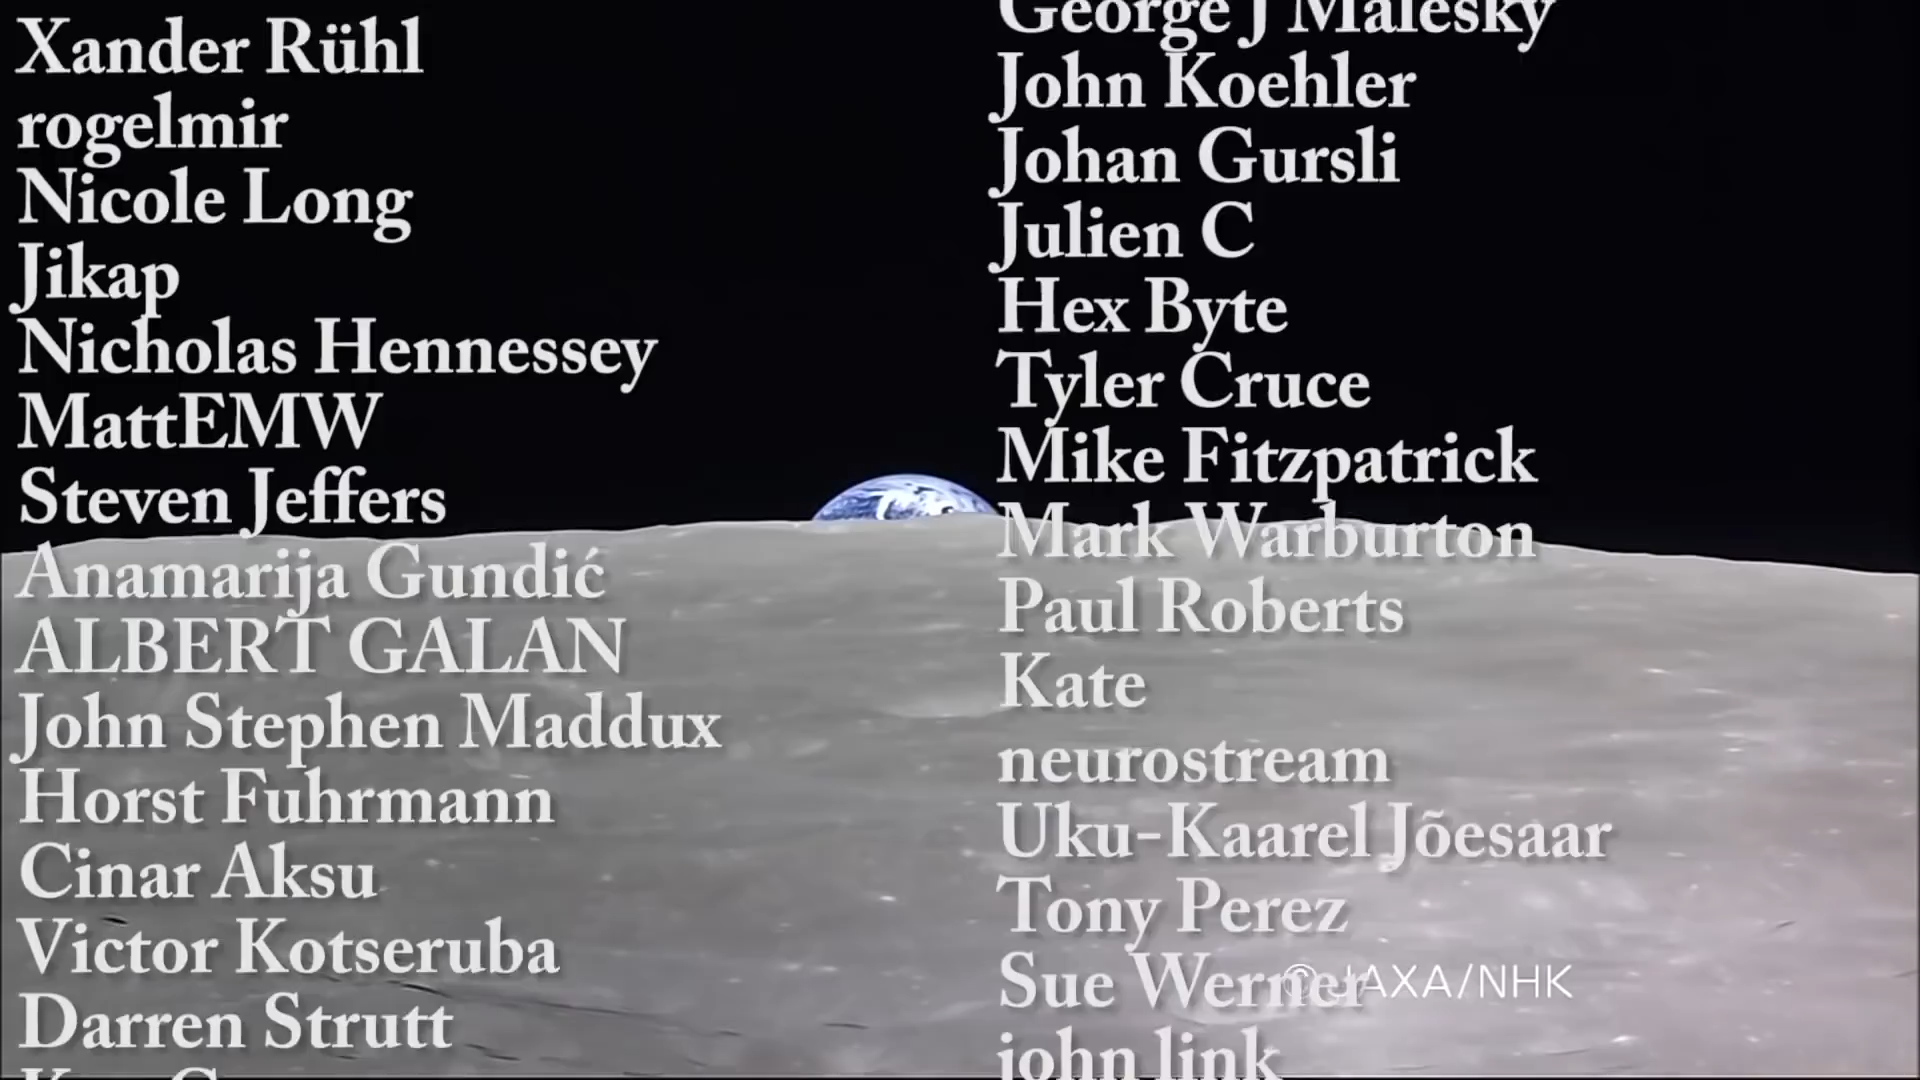 Xander Rühl
rogelmir
Nicole Long
Jikap
Nicholas Hennessey
MattEMW
Steven Jeffers
Anamarija Gundić
ALBERT GALAN
John Stephen Maddux
Horst Fuhrmann
Cinar Aksu
Victor Kotseruba
Darren Strutt
George J Malesky
John Koehler
Johan Gursli
Julien C
Hex Byte
Tyler Cruce
Mike Fitzpatrick
Mark Warburton
Paul Roberts
Kate
neurostream
Uku-Kaarel Jõesaar
Tony Perez
Sue Werner
john link
© JAXA/NHK